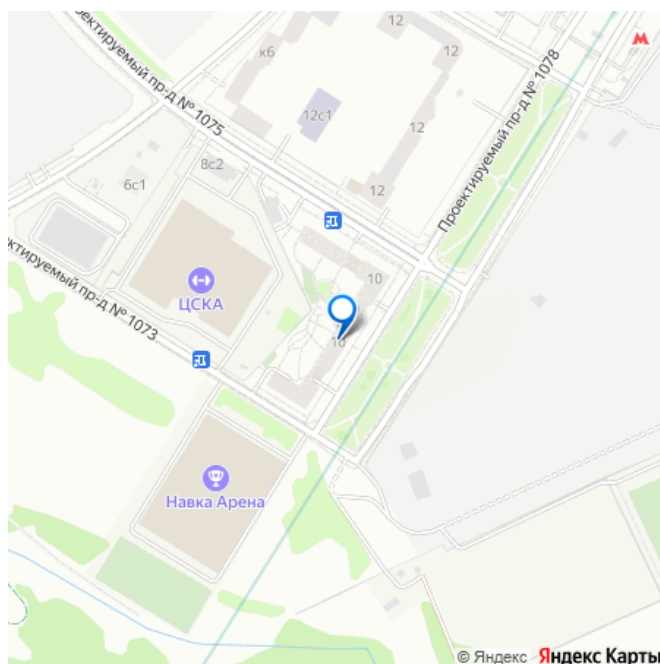 12
12
к6
М
12с1
12
Проектируемый пр-д № 1075
Проектируемый пр-д № 1078
8с2
6с1
12
10
ЦСКА
ектируемый пр-д № 1073
10
Навка Арена
© Яндекс Яндекс Карты